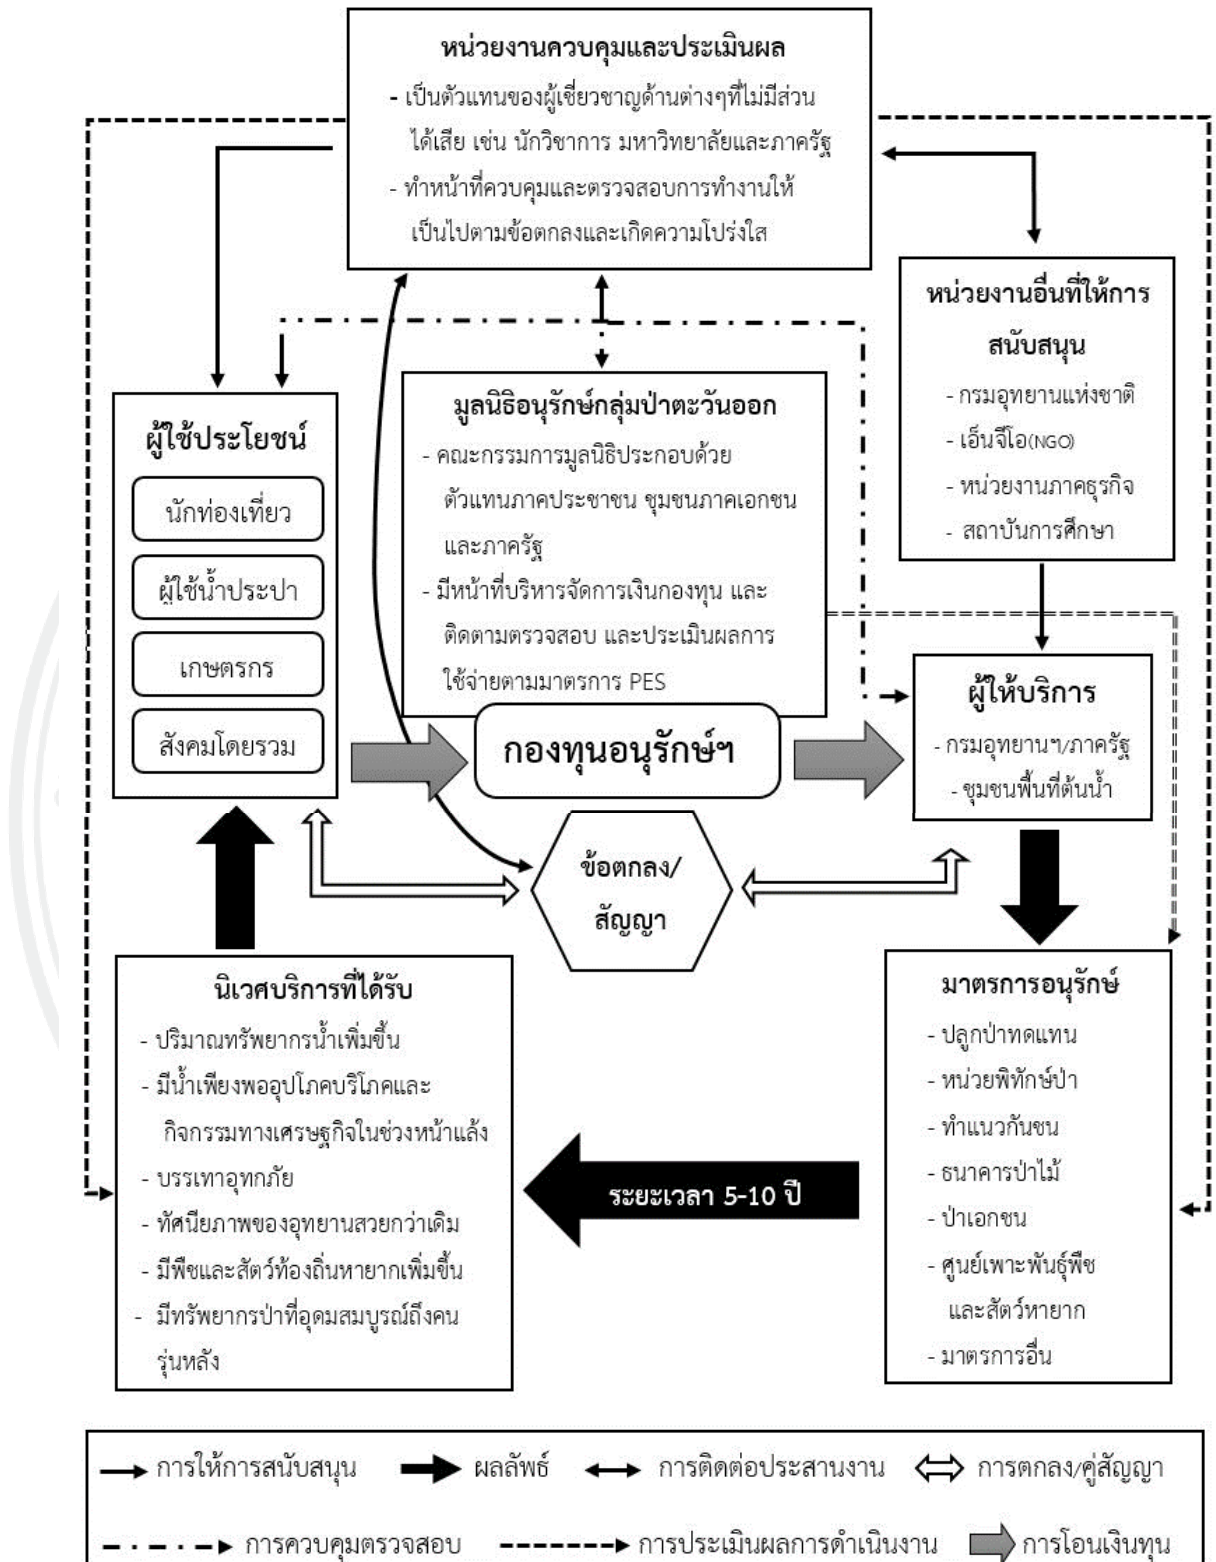 หน่วยงานควบคุมและประเมินผล
- เป็นตัวแทนของผู้เชี่ยวชาญด้านต่างๆที่ไม่มีส่วน
ได้เสีย เช่น นักวิชาการ มหาวิทยาลัยและภาครัฐ
- ทำหน้าที่ควบคุมและตรวจสอบการทำงานให้
เป็นไปตามข้อตกลงและเกิดความโปร่งใส
หน่วยงานอื่นที่ให้การ
สนับสนุน
- กรมอุทยานแห่งชาติ
- เอ็นจีโอ(NGO)
- หน่วยงานภาคธุรกิจ
- สถาบันการศึกษา
ผู้ใช้ประโยชน์
นักท่องเที่ยว
ผู้ใช้น้ำประปา
เกษตรกร
สังคมโดยรวม
มูลนิธิอนุรักษ์กลุ่มป่าตะวันออก
- คณะกรรมการมูลนิธิประกอบด้วย
ตัวแทนภาคประชาชน ชุมชนภาคเอกชน
และภาครัฐ
- มีหน้าที่บริหารจัดการเงินกองทุน และ
ติดตามตรวจสอบ และประเมินผลการ
ใช้จ่ายตามมาตรการ PES
กองทุนอนุรักษ์ฯ
ผู้ให้บริการ
- กรมอุทยานฯ/ภาครัฐ
- ชุมชนพื้นที่ต้นน้ำ
ข้อตกลง/
สัญญา
นิเวศบริการที่ได้รับ
- ปริมาณทรัพยากรน้ำเพิ่มขึ้น
- มีน้ำเพียงพออุปโภคบริโภคและ
กิจกรรมทางเศรษฐกิจในช่วงหน้าแล้ง
- บรรเทาอุทกภัย
- ทัศนียภาพของอุทยานสวยกว่าเดิม
- มีพืชและสัตว์ท้องถิ่นหายากเพิ่มขึ้น
- มีทรัพยากรป่าที่อุดมสมบูรณ์ถึงคน
รุ่นหลัง
ระยะเวลา 5-10 ปี
มาตรการอนุรักษ์
- ปลูกป่าทดแทน
- หน่วยพิทักษ์ป่า
- ทำแนวกันชน
- ธนาคารป่าไม้
- ป่าเอกชน
- ศูนย์เพาะพันธุ์พืช
และสัตว์หายาก
- มาตรการอื่น
การให้การสนับสนุน ผลลัพธ์ การติดต่อประสานงาน การตกลง/คู่สัญญา
การควบคุมตรวจสอบ การประเมินผลการดำเนินงาน การโอนเงินทุน